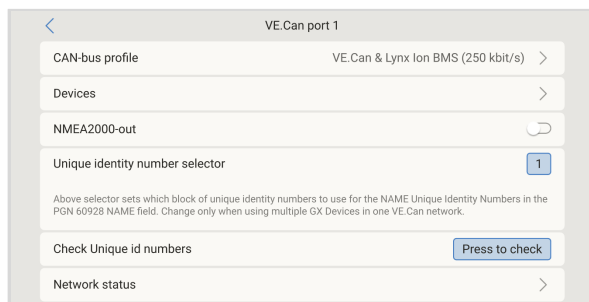 VE.Can port 1
CAN-bus profile VE.Can & Lynx Ion BMS (250 kbit/s)
Devices
NMEA2000-out
Unique identity number selector 1
Above selector sets which block of unique identity numbers to use for the NAME Unique Identity Numbers in the
PGN 60928 NAME field. Change only when using multiple GX Devices in one VE.Can network.
Check Unique id numbers Press to check
Network status